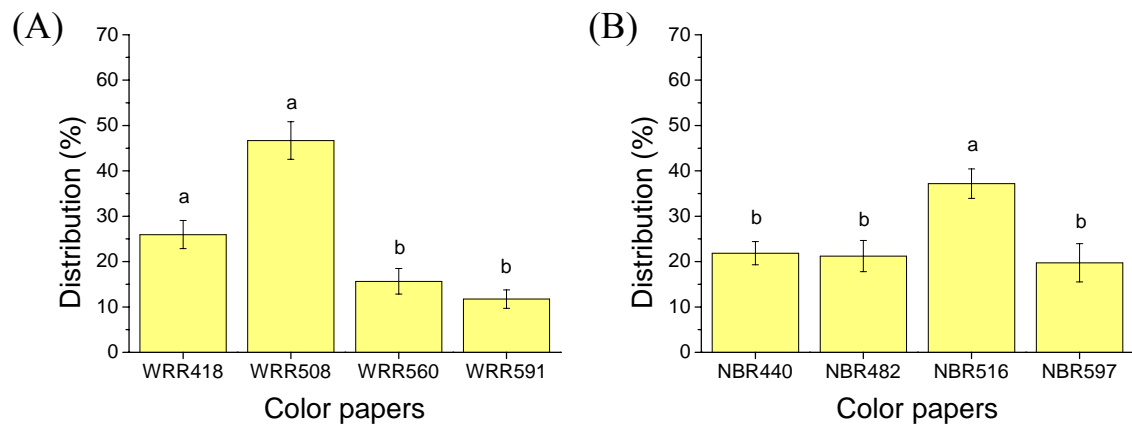 (A)
70
60
50
40
30
20
10
0
Distribution (%)
a
a
b
b
WRR418 WRR508 WRR560 WRR591
Color papers
(B)
70
60
50
40
30
20
10
0
Distribution (%)
b
b
a
b
NBR440 NBR482 NBR516 NBR597
Color papers